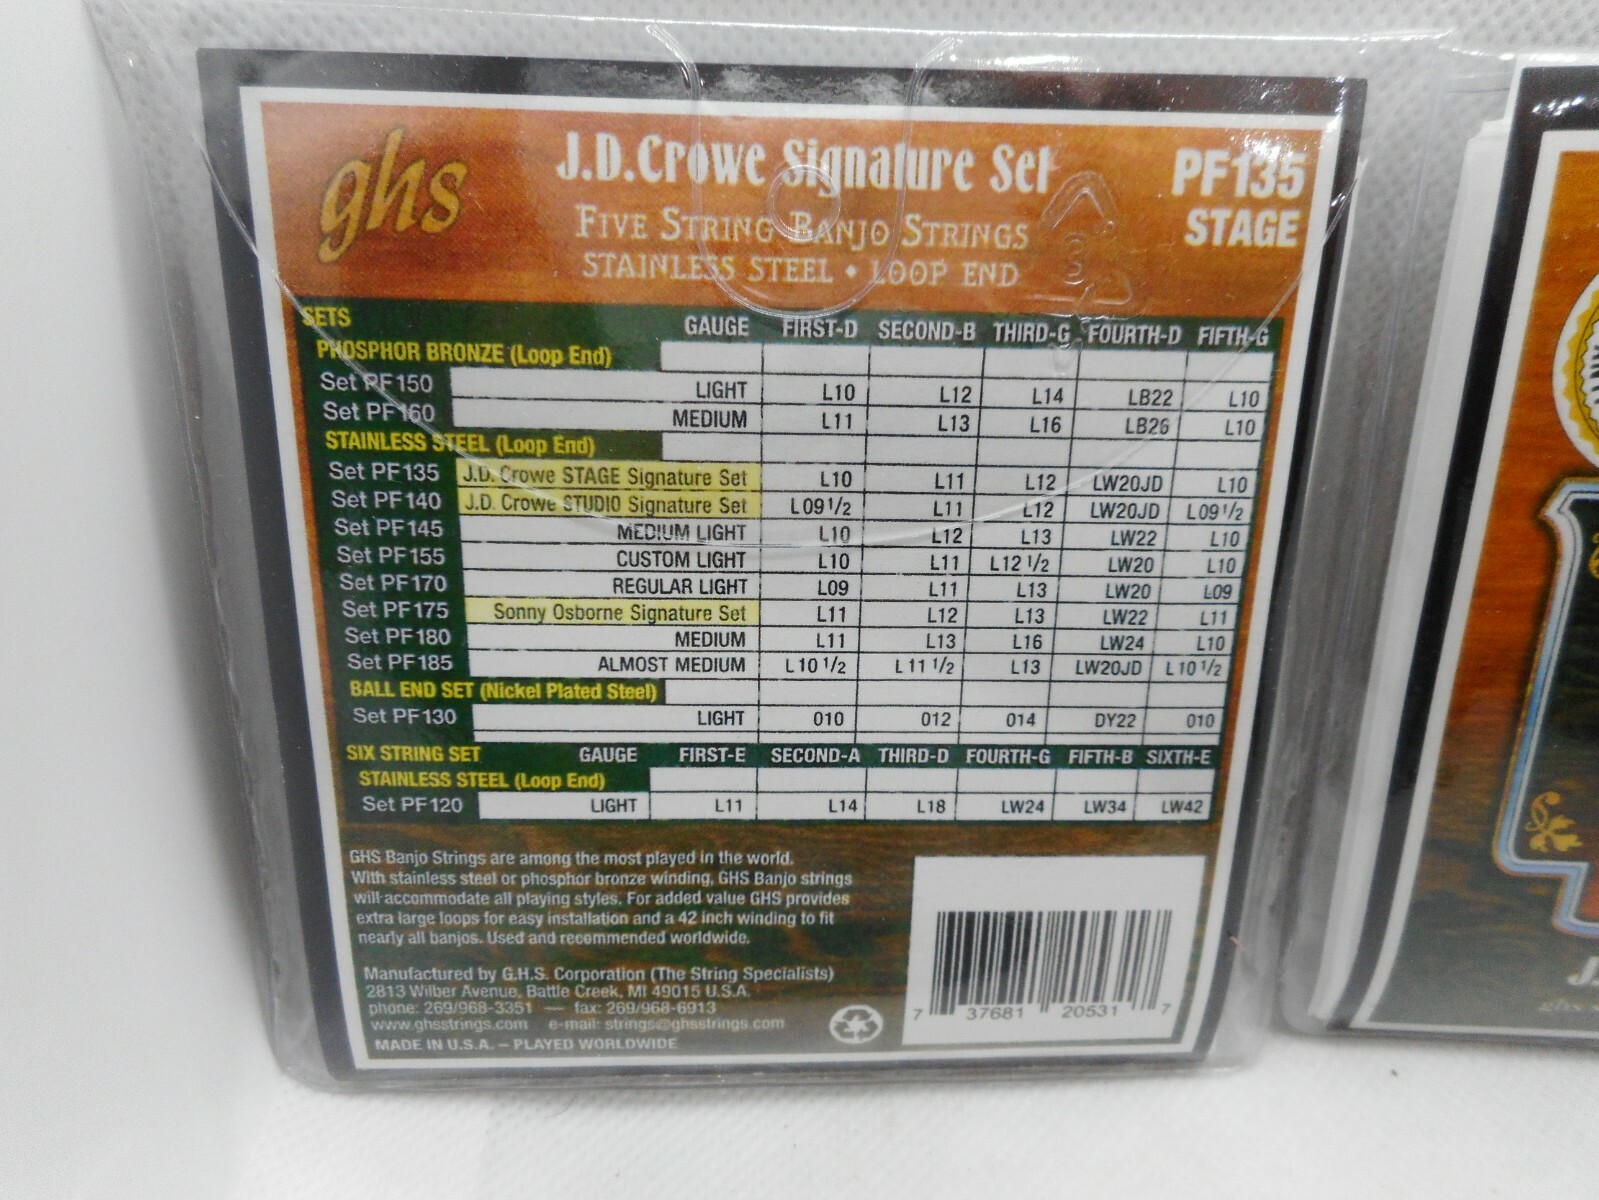 ghs
J.D.Crowe Signature Set
PF135
STAGE
FIVE STRING BANJO STRINGS
STAINLESS STEEL • LOOP END
SETS GAUGE FIRST-D SECOND-B THIRD-G FOURTH-D FIFTH-G
PHOSPHOR BRONZE (Loop End)
Set PF150 LIGHT L10 L12 L14 LB22 L10
Set PF160 MEDIUM L11 L13 L16 LB26 L10
STAINLESS STEEL (Loop End)
Set PF135 J.D. Crowe STAGE Signature Set L10 L11 L12 LW20JD L10
Set PF140 J.D. Crowe STUDIO Signature Set L09 1/2 L11 L12 LW20JD L09 1/2
Set PF145 MEDIUM LIGHT L10 L12 L13 LW22 L10
Set PF155 CUSTOM LIGHT L10 L11 L12 1/2 LW20 L10
Set PF170 REGULAR LIGHT L09 L11 L13 LW20 L09
Set PF175 Sonny Osborne Signature Set L11 L12 L13 LW22 L11
Set PF180 MEDIUM L11 L13 L16 LW24 L10
Set PF185 ALMOST MEDIUM L10 1/2 L11 1/2 L13 LW20JD L10 1/2
BALL END SET (Nickel Plated Steel)
Set PF130 LIGHT 010 012 014 DY22 010
SIX STRING SET GAUGE FIRST-E SECOND-A THIRD-D FOURTH-G FIFTH-B SIXTH-E
STAINLESS STEEL (Loop End)
Set PF120 LIGHT L11 L14 L18 LW24 LW34 LW42
GHS Banjo Strings are among the most played in the world.
With stainless steel or phosphor bronze winding, GHS Banjo strings
will accommodate all playing styles. For added value GHS provides
extra large loops for easy installation and a 42 inch winding to fit
nearly all banjos. Used and recommended worldwide.
Manufactured by G.H.S. Corporation (The String Specialists)
2813 Wilber Avenue, Battle Creek, MI 49015 U.S.A.
phone: 269/968-3351 — fax: 269/968-6913
www.ghsstrings.com e-mail: strings@ghsstrings.com
MADE IN U.S.A. – PLAYED WORLDWIDE
7 37681 20531 7